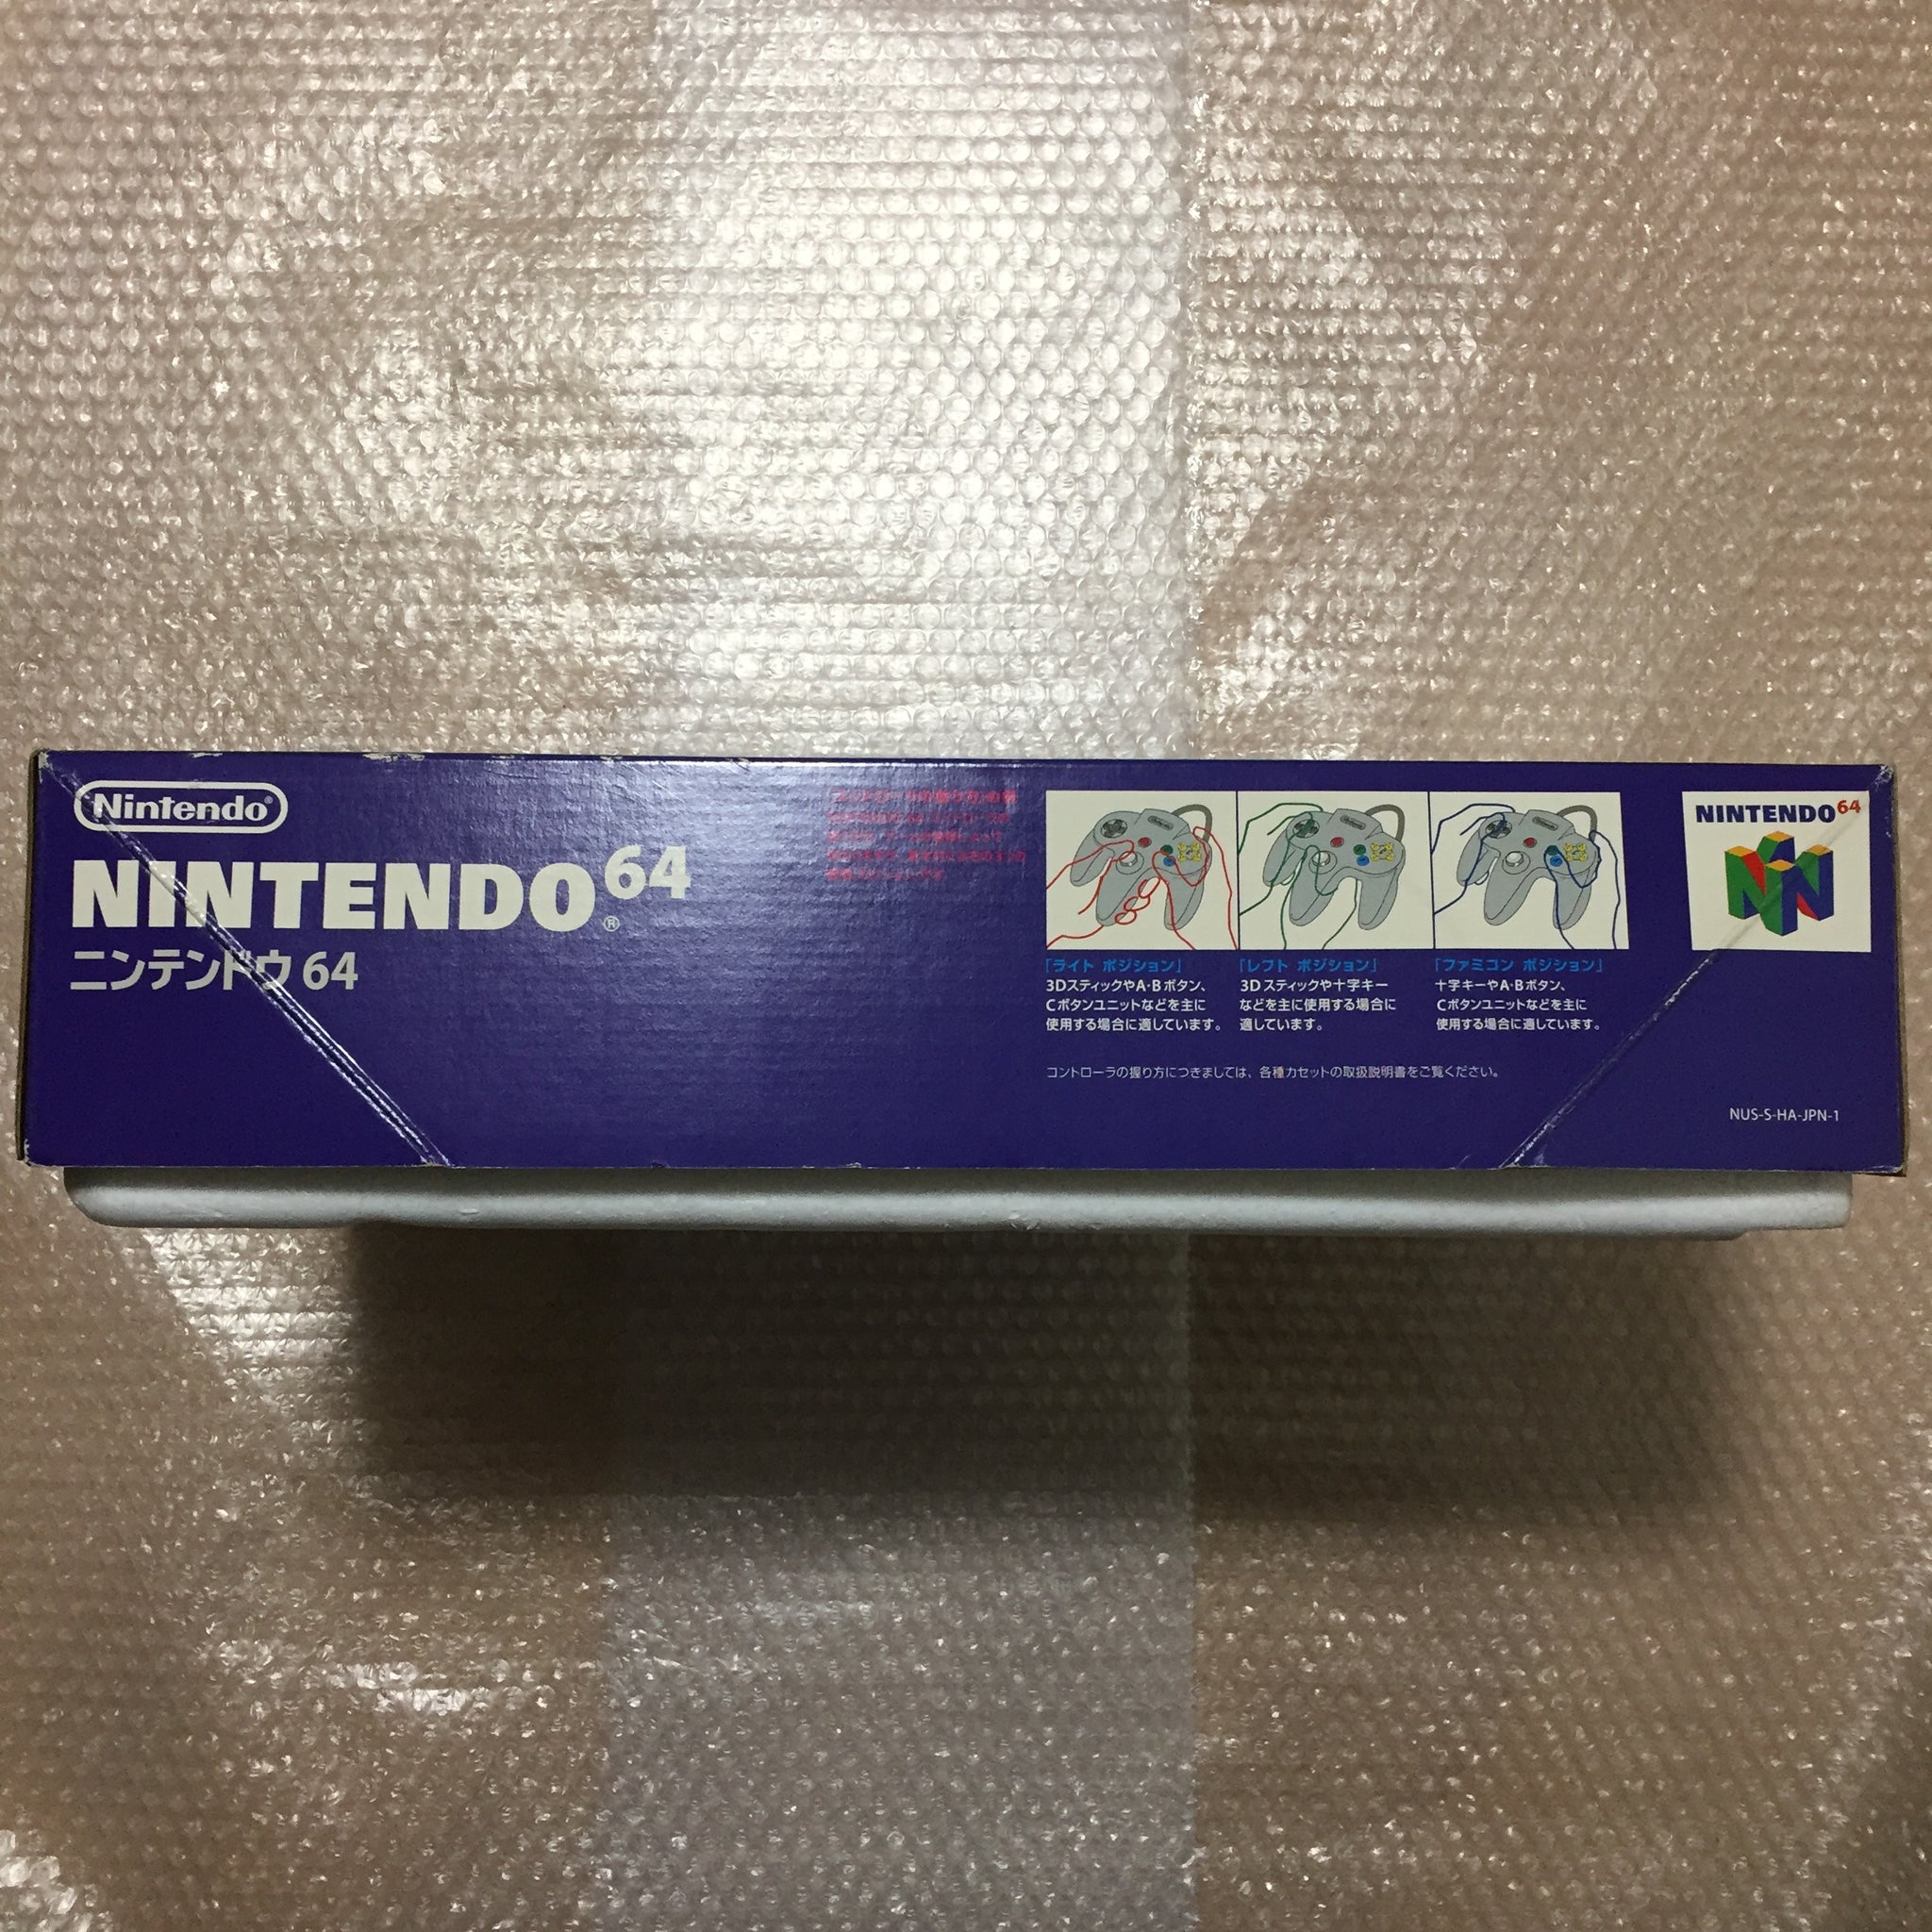 Nintendo®
NINTENDO64®
ニンテンドウ64
Nintendo
Nintendo
Nintendo
「ライト ポジション」
3DスティックやA・Bボタン、
Cボタンユニットなどを主に
使用する場合に適しています。
「レフト ポジション」
3Dスティックや十字キー
などを主に使用する場合に
適しています。
「ファミコン ポジション」
十字キーやA・Bボタン、
Cボタンユニットなどを主に
使用する場合に適しています。
コントローラの握り方につきましては、各種カセットの取扱説明書をご覧ください。
NINTENDO64
NUS-S-HA-JPN-1